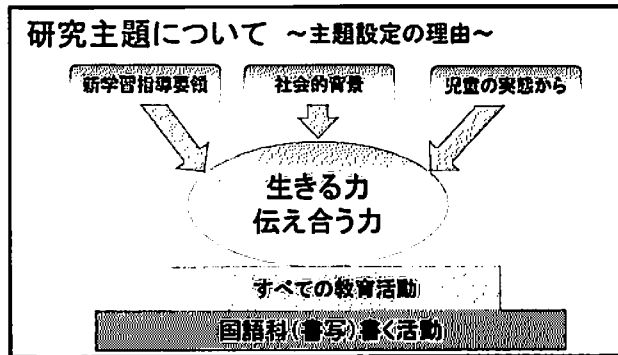 研究主題について ~主題設定の理由~
新学習指導要領
社会的背景
児童の実態から
生きる力
伝え合う力
すべての教育活動
国語科(書写)書く活動